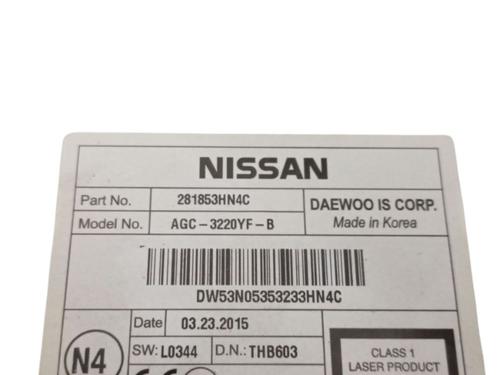 NISSAN
Part No. 281853HN4C DAEWOO IS CORP.
Model No. AGC-3220YF-B Made in Korea
DW53N05353233HN4C
Date 03.23.2015
N4 SW: L0344 D.N.: THB603 CLASS 1
LASER PRODUCT